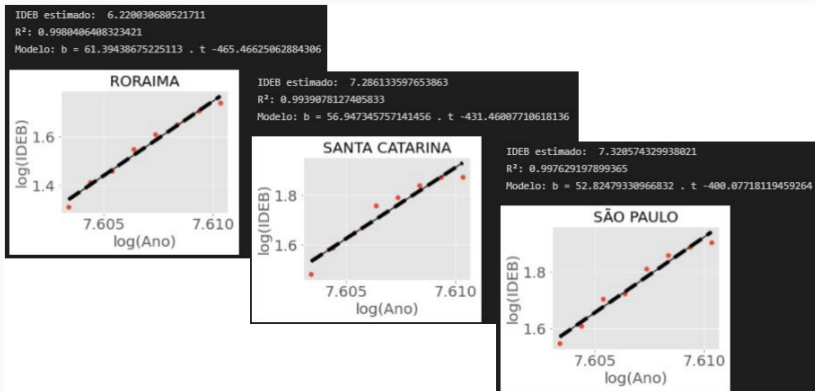 IDEB estimado: 6.220030680521711
R²: 0.9980406408323421
Modelo: b = 61.39438675225113 . t -465.46625062884306
RORAIMA
log(IDEB)
1.6
1.4
7.605
7.610
log(Ano)
IDEB estimado: 7.286133597653863
R²: 0.9939078127405833
Modelo: b = 56.947345757141456 . t -431.46007710618136
SANTA CATARINA
log(IDEB)
1.8
1.6
7.605
7.610
log(Ano)
IDEB estimado: 7.320574329938021
R²: 0.997629197899365
Modelo: b = 52.82479330966832 . t -400.07718119459264
SÃO PAULO
log(IDEB)
1.8
1.6
7.605
7.610
log(Ano)